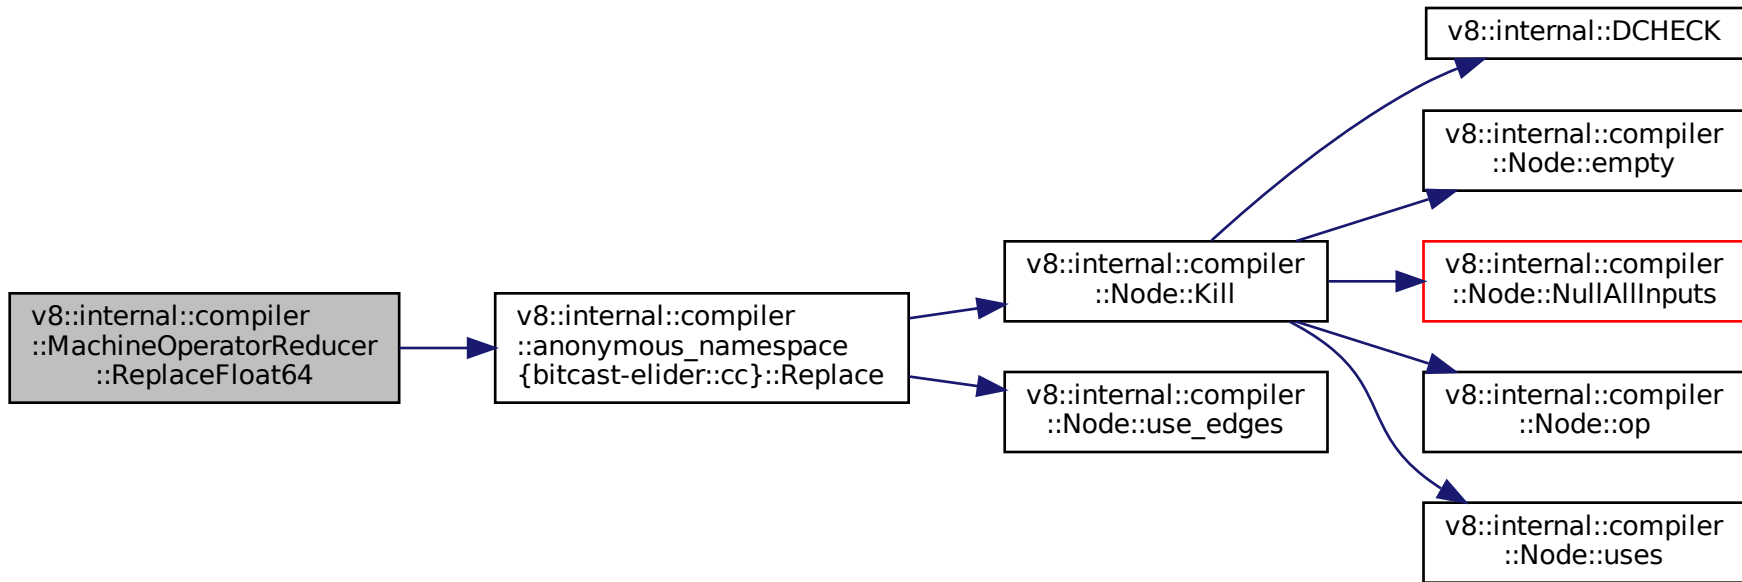 v8::internal::compiler
::MachineOperatorReducer
::ReplaceFloat64
v8::internal::compiler
::anonymous_namespace
{bitcast-elider::cc}::Replace
v8::internal::compiler
::Node::Kill
v8::internal::compiler
::Node::use_edges
v8::internal::DCHECK
v8::internal::compiler
::Node::empty
v8::internal::compiler
::Node::NullAllInputs
v8::internal::compiler
::Node::op
v8::internal::compiler
::Node::uses